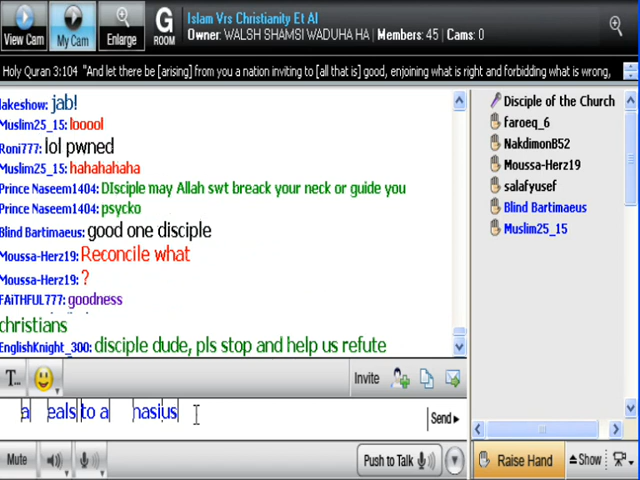 View Cam
My Cam
Enlarge
G
ROOM
Islam Vrs Christianity Et Al
Owner: WALSH SHAMSI WADUHA HA | Members: 45 | Cams: 0
Holy Quran 3:104 "And let there be [arising] from you a nation inviting to [all that is] good, enjoining what is right and forbidding what is wrong,
lakeshow: jab!
Muslim25_15: looool
Roni777: lol pwned
Muslim25_15: hahahahaha
Prince Naseem1404: DIsciple may Allah swt breack your neck or guide you
Prince Naseem1404: psycko
Blind Bartimaeus: good one disciple
Moussa-Herz19: Reconcile what
Moussa-Herz19: ?
FAiTHFUL777: goodness
christians
EnglishKnight_300: disciple dude, pls stop and help us refute
Disciple of the Church
faroeq_6
NakdimonB52
Moussa-Herz19
salafyusef
Blind Bartimaeus
Muslim25_15
T...
Invite
a eals to a nasius
Send
Mute
Push to Talk
Raise Hand
Show